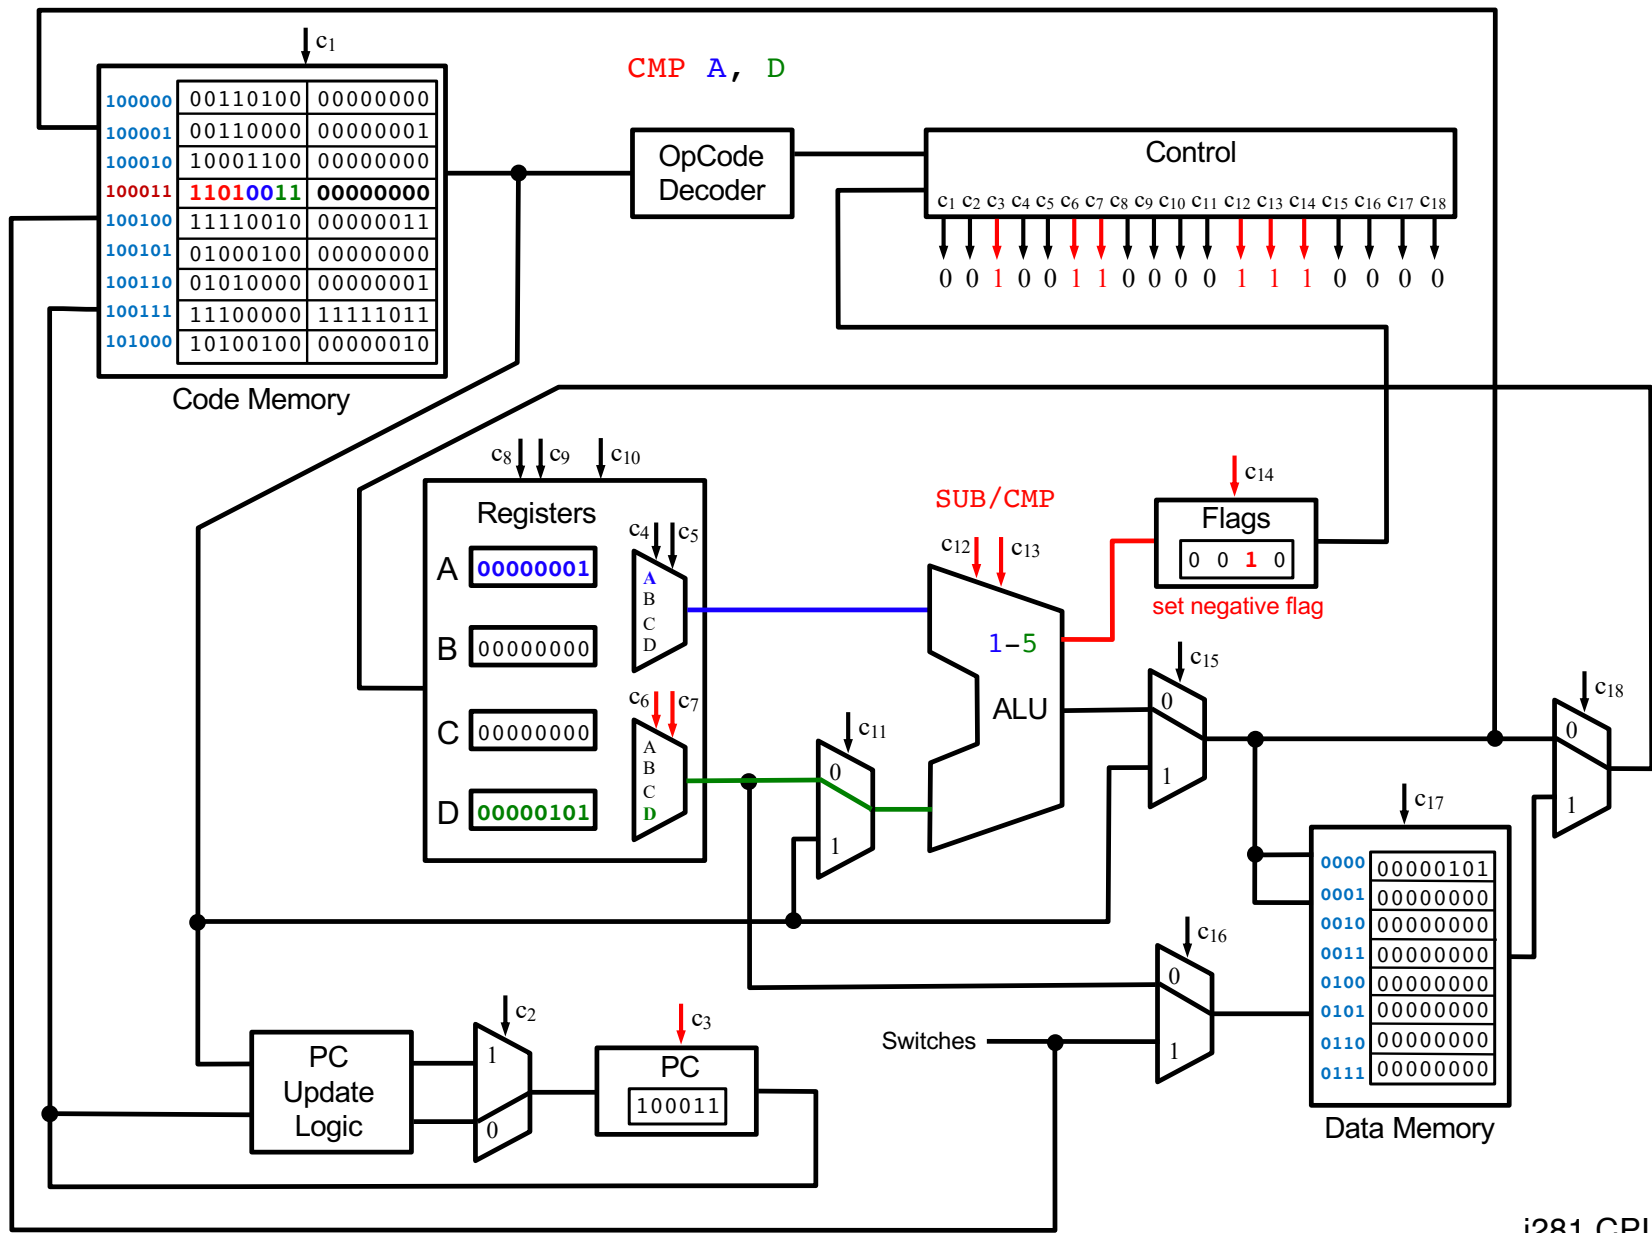 c1
CMP A, D
100000 00110100 00000000
100001 00110000 00000001
100010 10001100 00000000
100011 11010011 00000000
100100 11110010 00000011
100101 01000100 00000000
100110 01010000 00000001
100111 11100000 11111011
101000 10100100 00000010
Code Memory
OpCode
Decoder
Control
c1 c2 c3 c4 c5 c6 c7 c8 c9 c10 c11 c12 c13 c14 c15 c16 c17 c18
0 0 1 0 0 1 1 0 0 0 0 1 1 1 0 0 0 0
c8 c9 c10
Registers
A 00000001
B 00000000
C 00000000
D 00000101
c4 c5
A
B
C
D
c6 c7
A
B
C
D
c11
0
1
SUB/CMP
c12 c13
1–5
ALU
c14
Flags
0 0 1 0
set negative flag
c15
0
1
c18
0
1
c17
0000 00000101
0001 00000000
0010 00000000
0011 00000000
0100 00000000
0101 00000000
0110 00000000
0111 00000000
Data Memory
c16
0
1
Switches
PC
Update
Logic
c2
1
0
c3
PC
100011